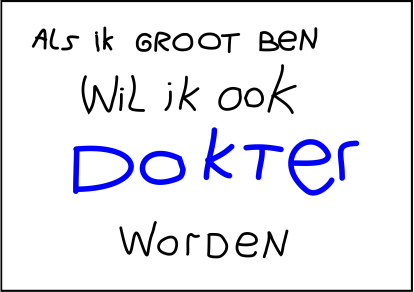 Als ik GROOT BEN
Wil ik ook
DokTer
WorDeN